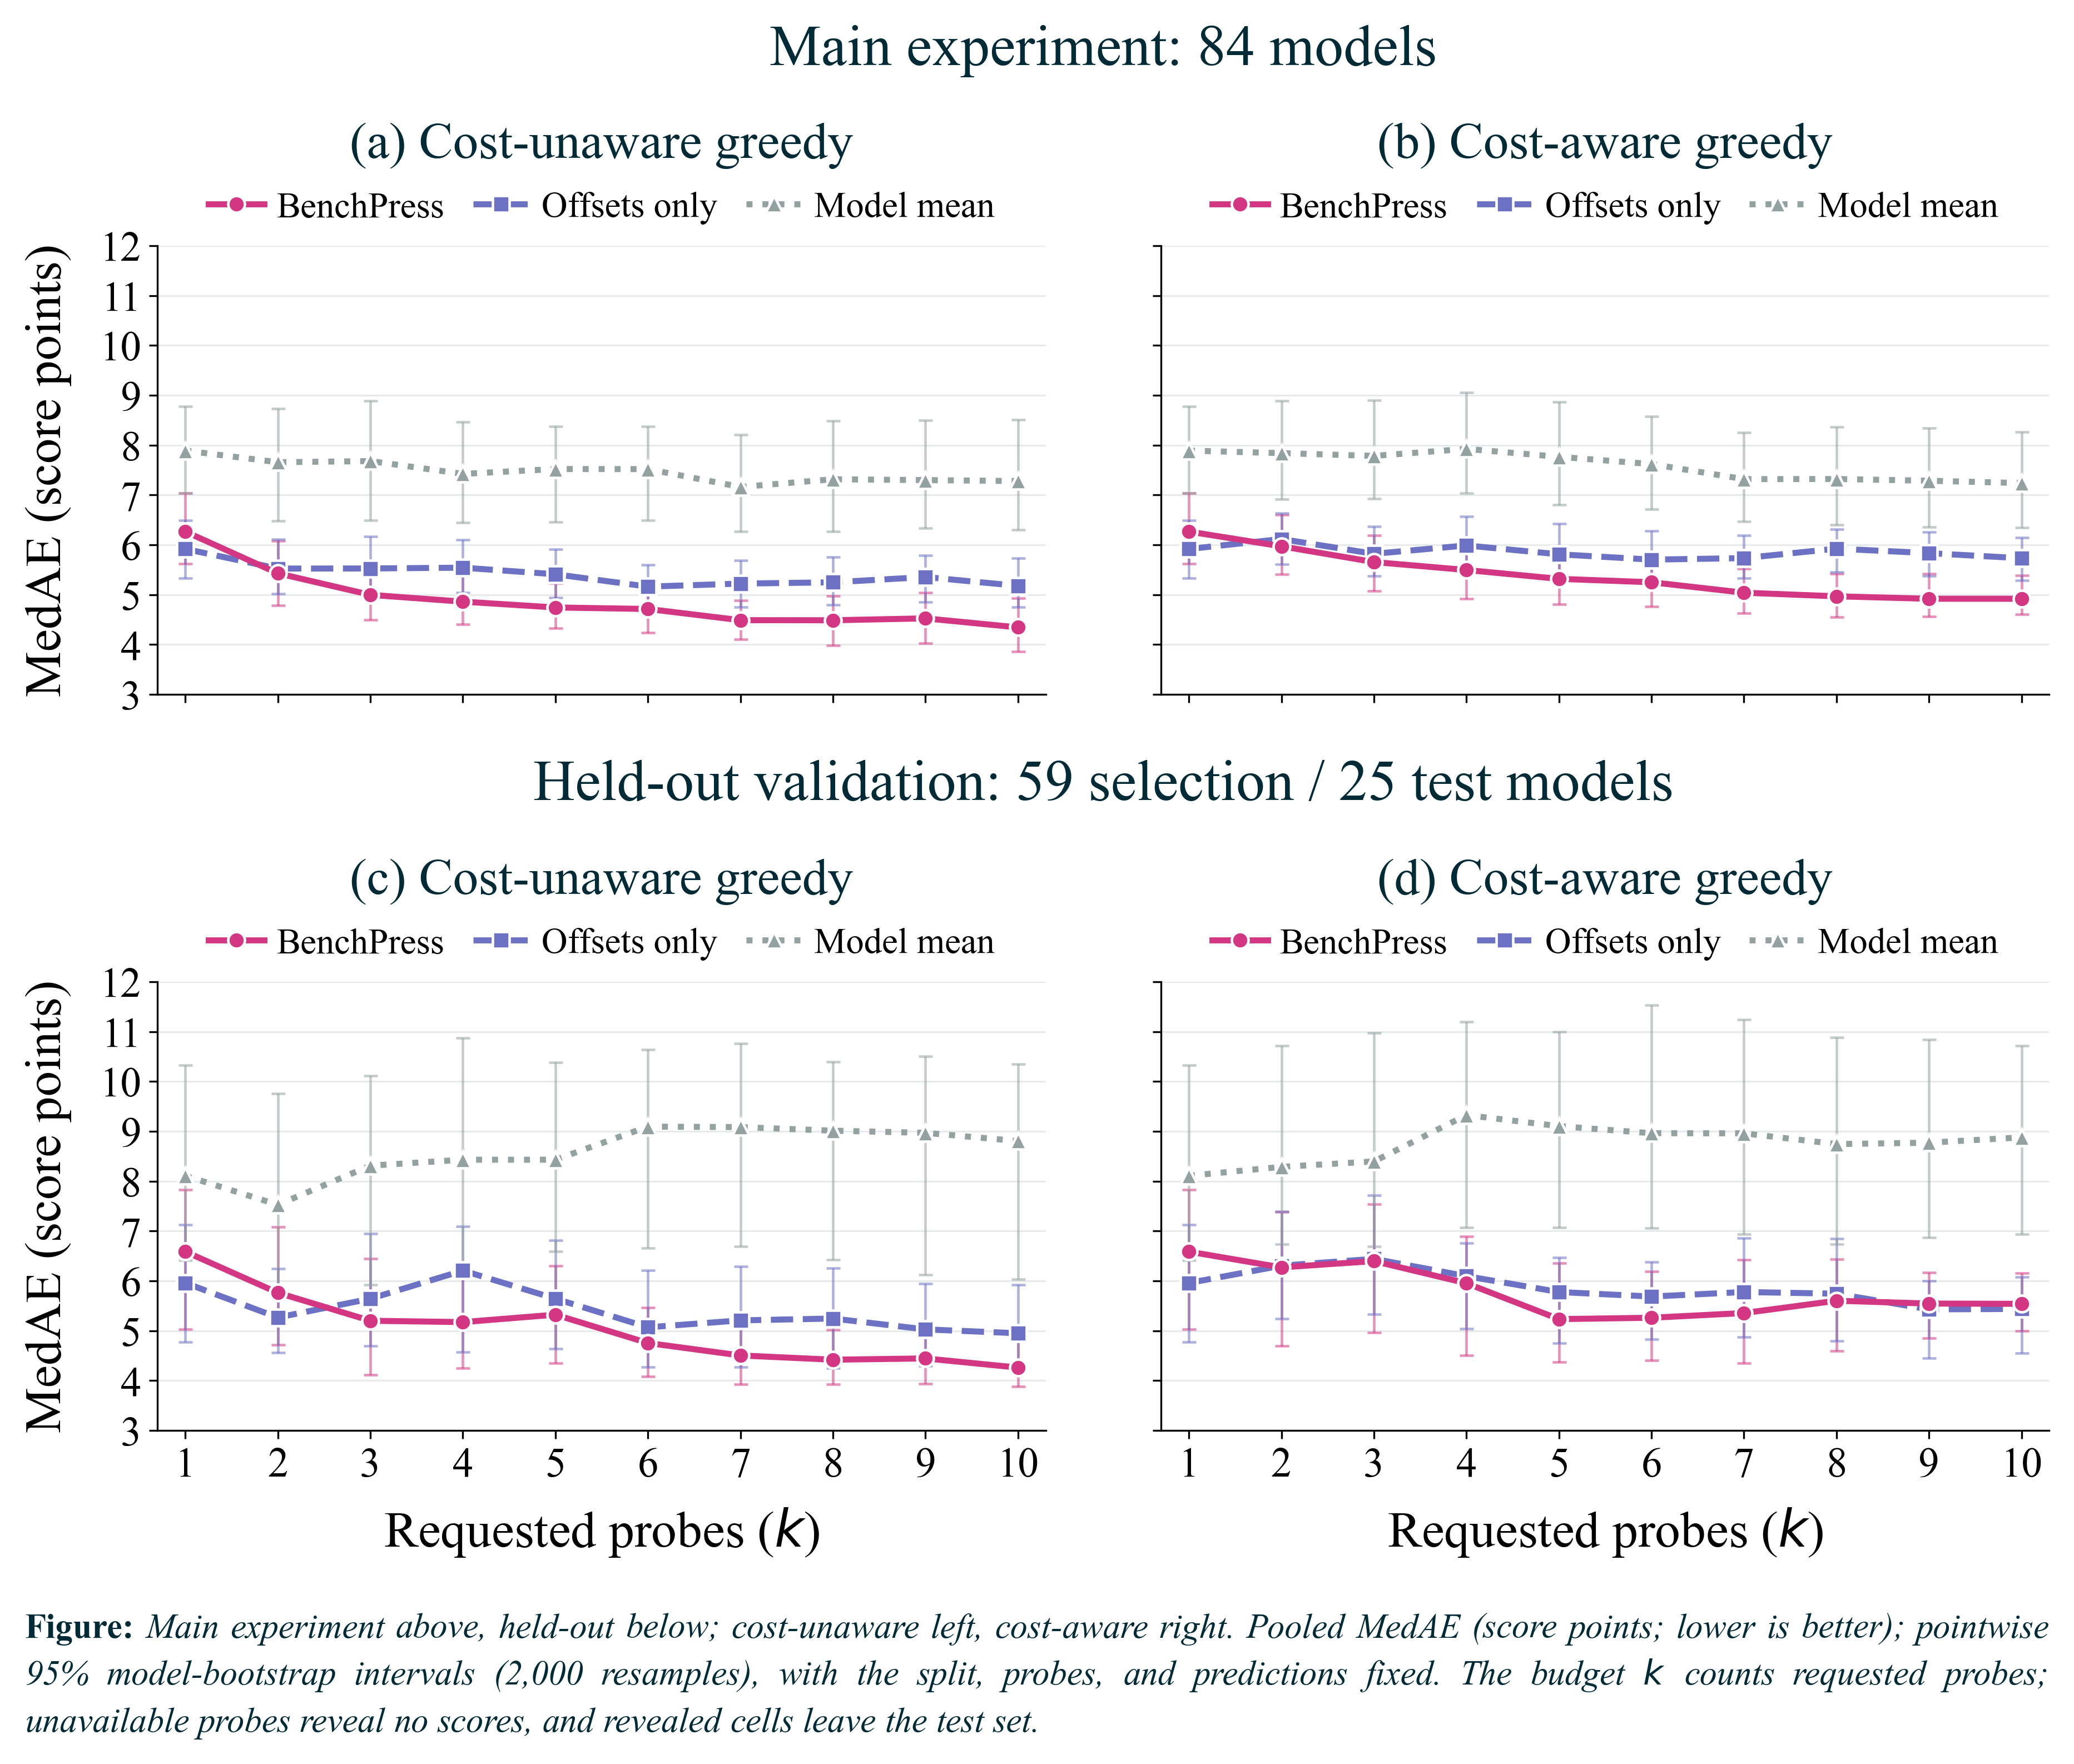 Main experiment: 84 models
(a) Cost-unaware greedy
BenchPress Offsets only Model mean
MedAE (score points)
12
11
10
9
8
7
6
5
4
3
(b) Cost-aware greedy
BenchPress Offsets only Model mean
Held-out validation: 59 selection / 25 test models
(c) Cost-unaware greedy
BenchPress Offsets only Model mean
MedAE (score points)
12
11
10
9
8
7
6
5
4
3
1 2 3 4 5 6 7 8 9 10
Requested probes (k)
(d) Cost-aware greedy
BenchPress Offsets only Model mean
1 2 3 4 5 6 7 8 9 10
Requested probes (k)
Figure: Main experiment above, held-out below; cost-unaware left, cost-aware right. Pooled MedAE (score points; lower is better); pointwise
95% model-bootstrap intervals (2,000 resamples), with the split, probes, and predictions fixed. The budget k counts requested probes;
unavailable probes reveal no scores, and revealed cells leave the test set.